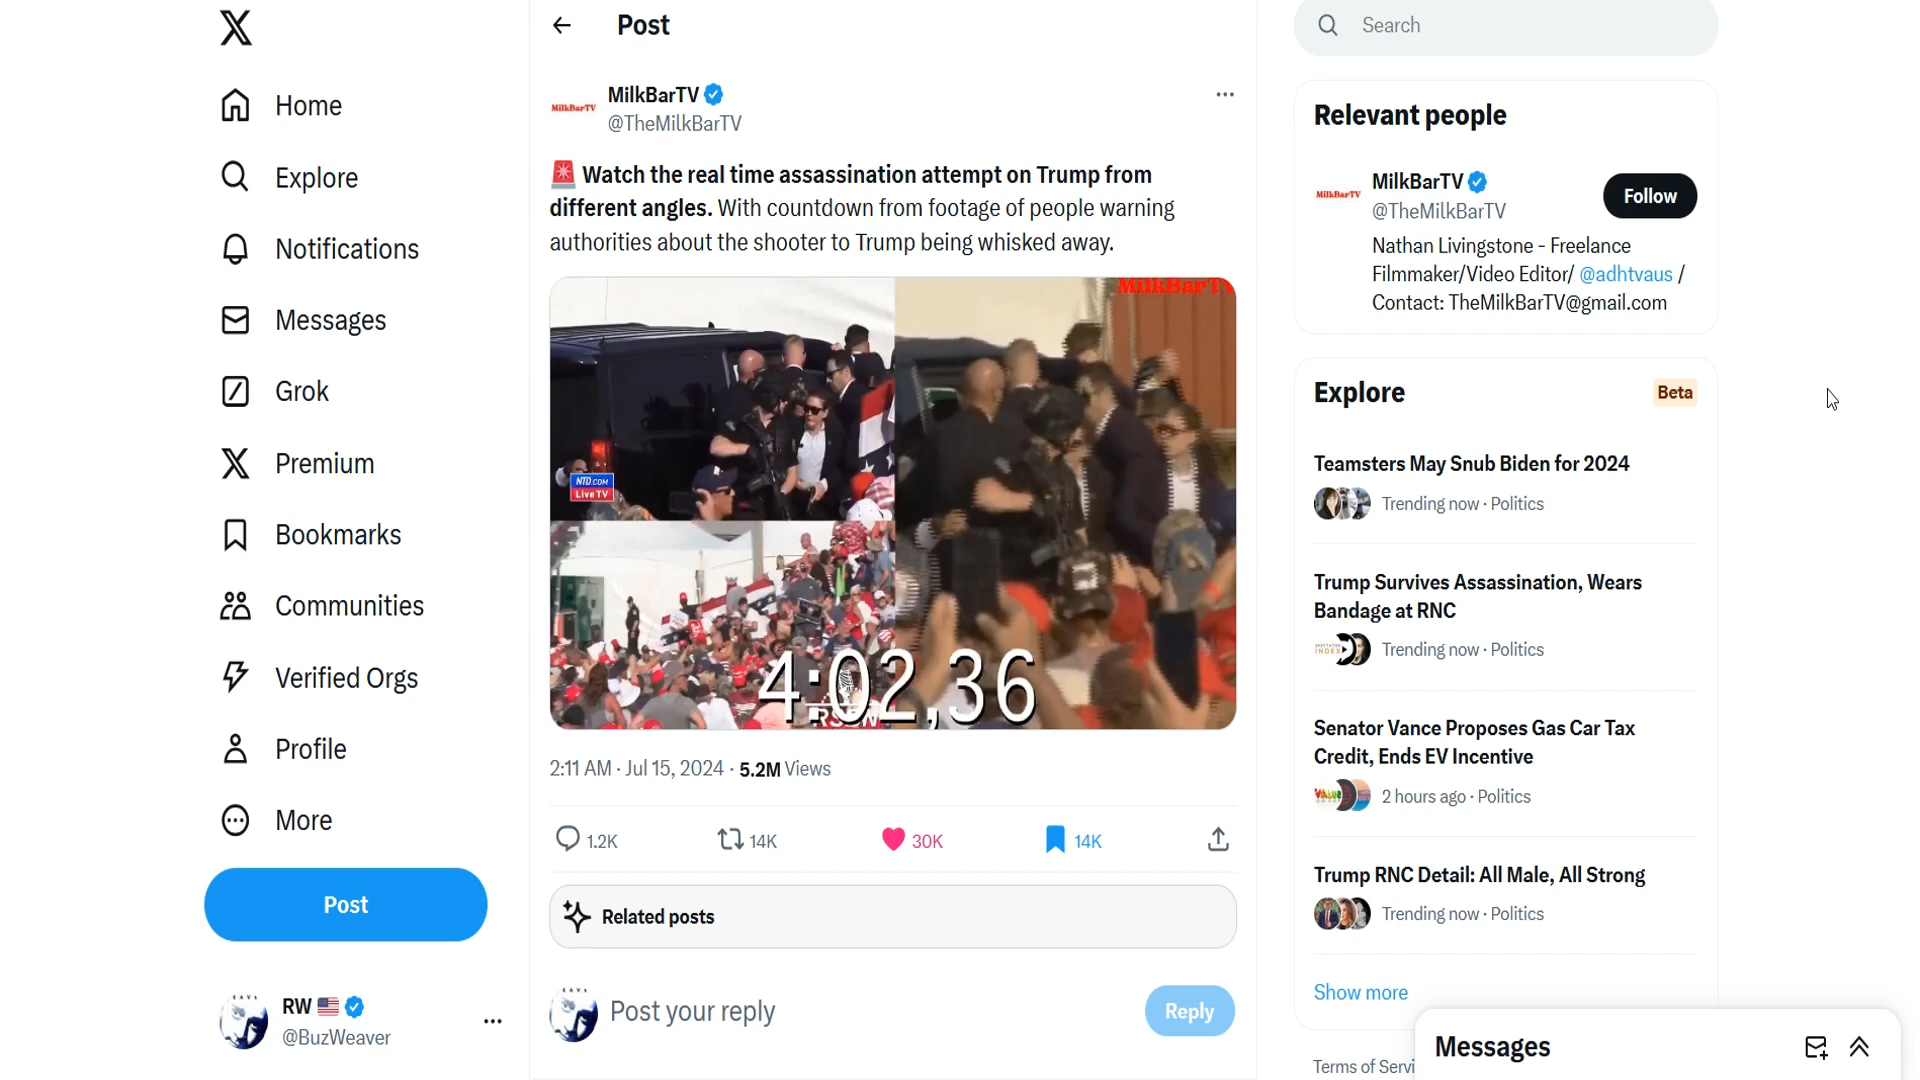 Home
Explore
Notifications
Messages
Grok
Premium
Bookmarks
Communities
Verified Orgs
Profile
More
Post
RW
@BuzWeaver
Post
MilkBarTV
MilkBarTV
@TheMilkBarTV
Watch the real time assassination attempt on Trump from
different angles. With countdown from footage of people warning
authorities about the shooter to Trump being whisked away.
MilkBarTV
NTD.COM
Live TV
4:02,36
RSBN
2:11 AM · Jul 15, 2024 · 5.2M Views
1.2K
14K
30K
14K
Related posts
Post your reply
Reply
Search
Relevant people
MilkBarTV
MilkBarTV
@TheMilkBarTV
Follow
Nathan Livingstone - Freelance
Filmmaker/Video Editor/ @adhtvaus /
Contact: TheMilkBarTV@gmail.com
Explore
Beta
Teamsters May Snub Biden for 2024
Trending now · Politics
Trump Survives Assassination, Wears
Bandage at RNC
Trending now · Politics
Senator Vance Proposes Gas Car Tax
Credit, Ends EV Incentive
2 hours ago · Politics
Trump RNC Detail: All Male, All Strong
Trending now · Politics
Show more
Terms of Servi
Messages